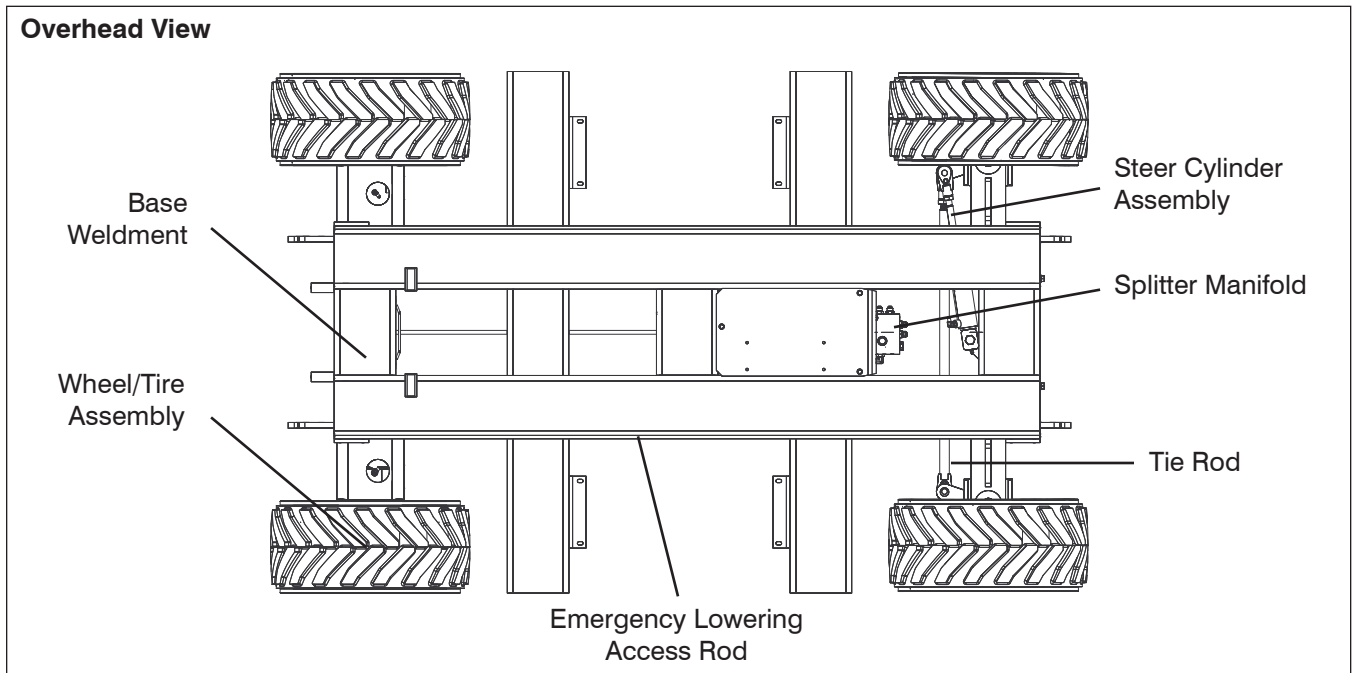 Overhead View
Base
Weldment
Wheel/Tire
Assembly
Steer Cylinder
Assembly
Splitter Manifold
Tie Rod
Emergency Lowering
Access Rod